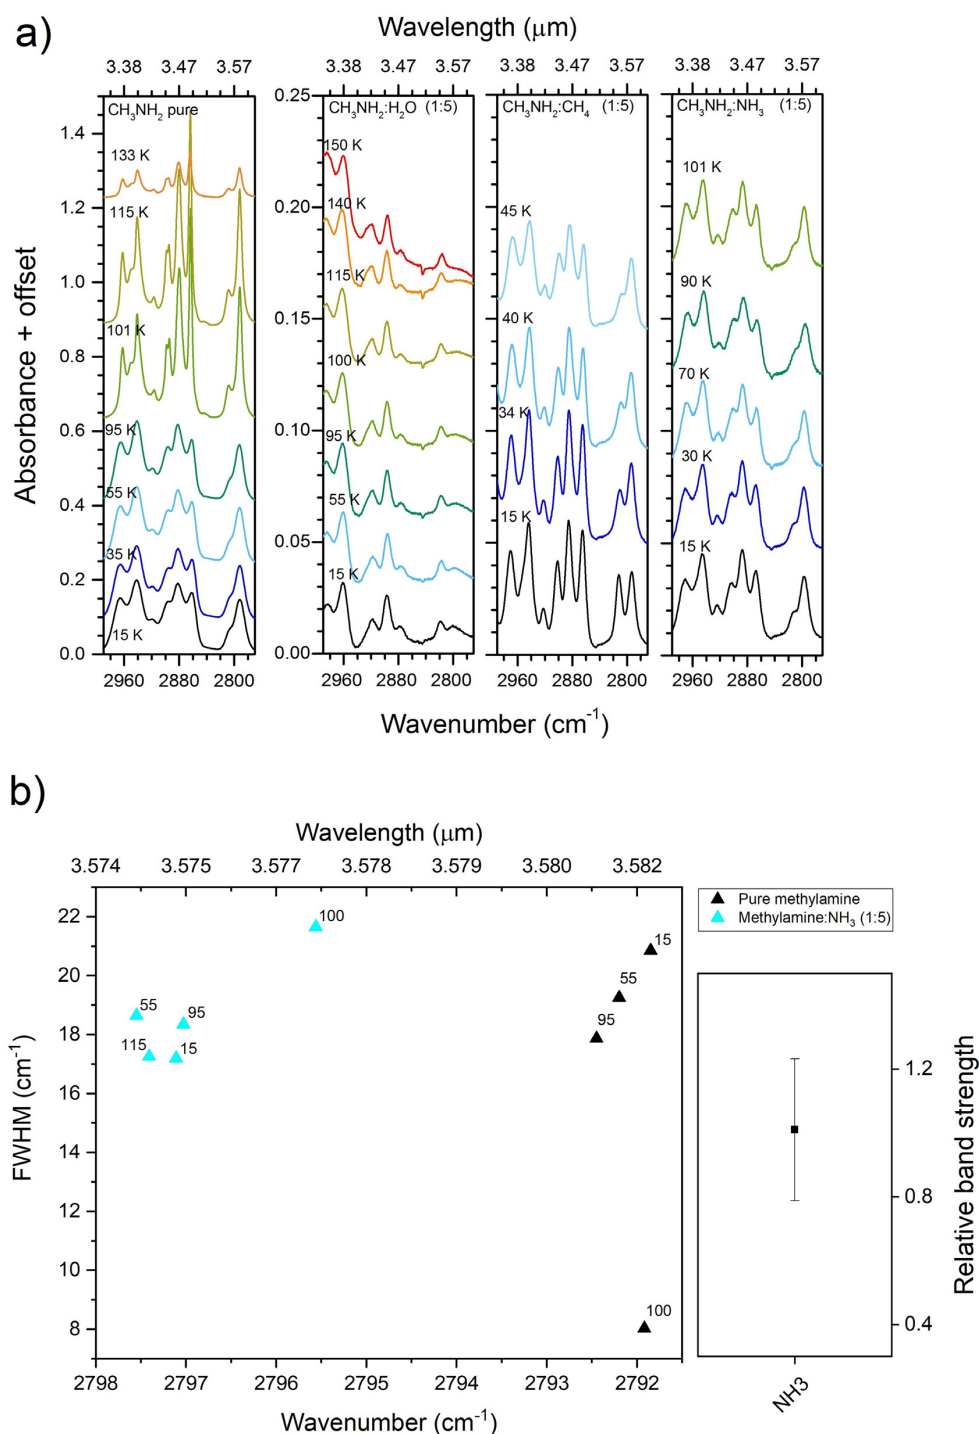 a)
Wavelength (μm)
3.38 3.47 3.57 3.38 3.47 3.57 3.38 3.47 3.57 3.38 3.47 3.57
CH3NH2 pure
133 K
115 K
101 K
95 K
55 K
35 K
15 K
1.4
1.2
1.0
0.8
0.6
0.4
0.2
0.0
Absorbance + offset
2960 2880 2800
CH3NH2:H2O (1:5)
150 K
140 K
115 K
100 K
95 K
55 K
15 K
0.25
0.20
0.15
0.10
0.05
0.00
2960 2880 2800
CH3NH2:CH4 (1:5)
45 K
40 K
34 K
15 K
2960 2880 2800
CH3NH2:NH3 (1:5)
101 K
90 K
70 K
30 K
15 K
2960 2880 2800
Wavenumber (cm-1)
b)
Wavelength (μm)
3.574 3.575 3.577 3.578 3.579 3.580 3.582
22
20
18
16
14
12
10
8
FWHM (cm-1)
100
55
95
115
15
15
55
95
100
2798 2797 2796 2795 2794 2793 2792
Wavenumber (cm-1)
Pure methylamine
Methylamine:NH3 (1:5)
1.2
0.8
0.4
Relative band strength
NH3